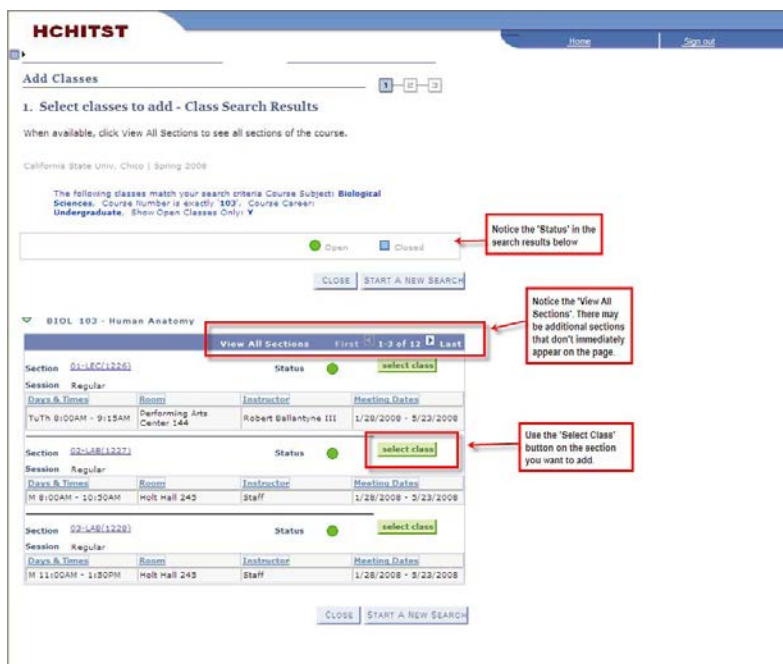 HCHITST
Home
Sign out
Add Classes
1 2 3
1. Select classes to add - Class Search Results
When available, click View All Sections to see all sections of the course.
California State Univ, Chico | Spring 2008
The following classes match your search criteria Course Subject: Biological
Sciences, Course Number is exactly '103', Course Career:
Undergraduate, Show Open Classes Only: Y
Notice the 'Status' in the
search results below
Open Closed
CLOSE START A NEW SEARCH
Notice the 'View All
Sections'. There may
be additional sections
that don't immediately
appear on the page.
BIOL 103 - Human Anatomy
View All Sections First 1-3 of 12 Last
Section 01-LEC(1226) Status select class
Session Regular
Days & Times Room Instructor Meeting Dates
TuTh 8:00AM - 9:15AM Performing Arts Center 144 Robert Ballantyne III 1/28/2008 - 5/23/2008
Use the 'Select Class'
button on the section
you want to add.
Section 02-LAB(1227) Status select class
Session Regular
Days & Times Room Instructor Meeting Dates
M 8:00AM - 10:50AM Holt Hall 245 Staff 1/28/2008 - 5/23/2008
Section 03-LAB(1228) Status select class
Session Regular
Days & Times Room Instructor Meeting Dates
M 11:00AM - 1:50PM Holt Hall 245 Staff 1/28/2008 - 5/23/2008
CLOSE START A NEW SEARCH